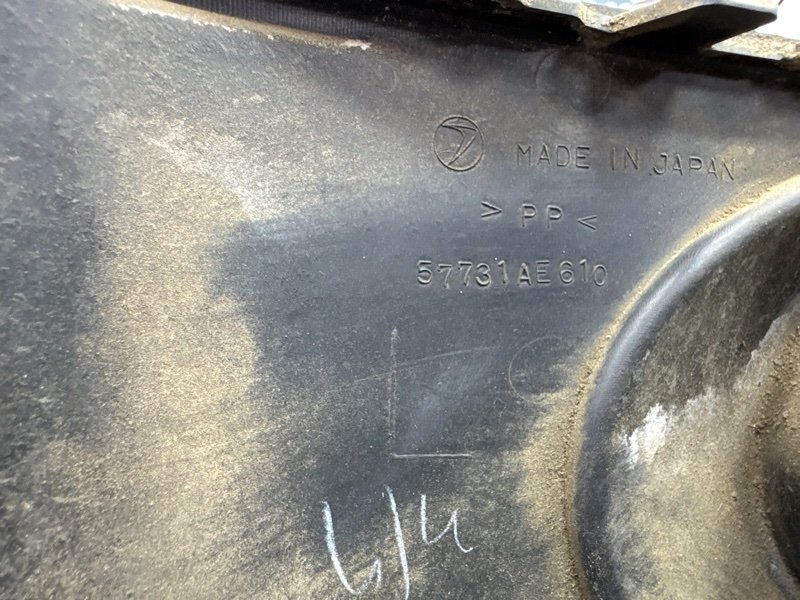 MADE IN JAPAN
> PP <
57731AE610
L